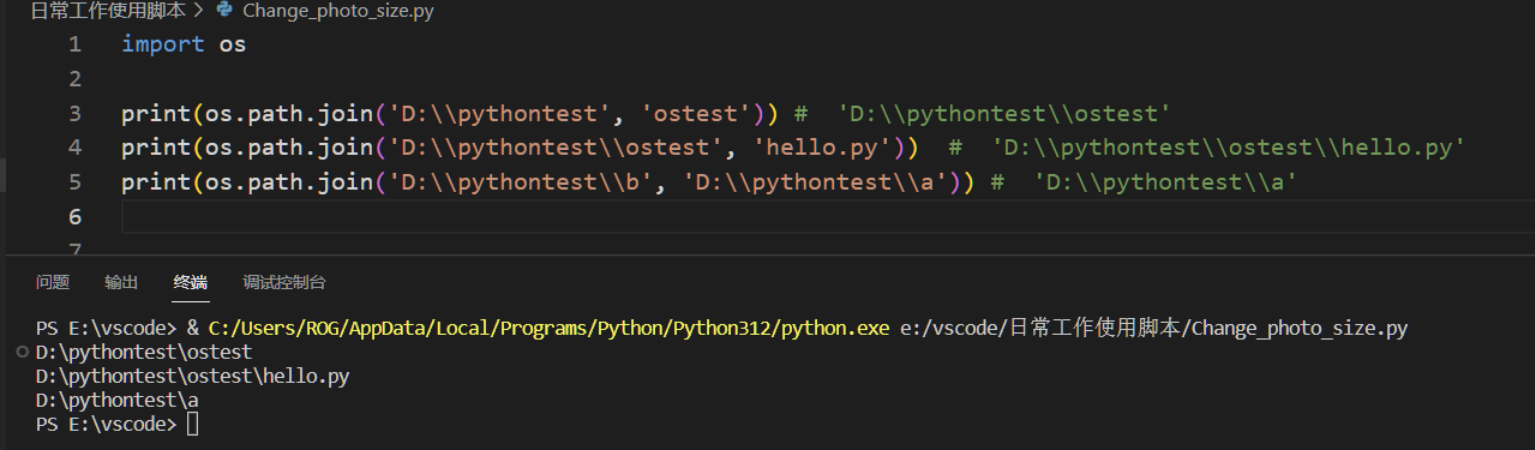 日常工作使用脚本 > Change_photo_size.py
1 import os
2
3 print(os.path.join('D:\\pythontest', 'ostest')) #  'D:\\pythontest\\ostest'
4 print(os.path.join('D:\\pythontest\\ostest', 'hello.py'))  #  'D:\\pythontest\\ostest\\hello.py'
5 print(os.path.join('D:\\pythontest\\b', 'D:\\pythontest\\a')) #  'D:\\pythontest\\a'
6
7
问题 输出 终端 调试控制台
PS E:\vscode> & C:/Users/ROG/AppData/Local/Programs/Python/Python312/python.exe e:/vscode/日常工作使用脚本/Change_photo_size.py
D:\pythontest\ostest
D:\pythontest\ostest\hello.py
D:\pythontest\a
PS E:\vscode>